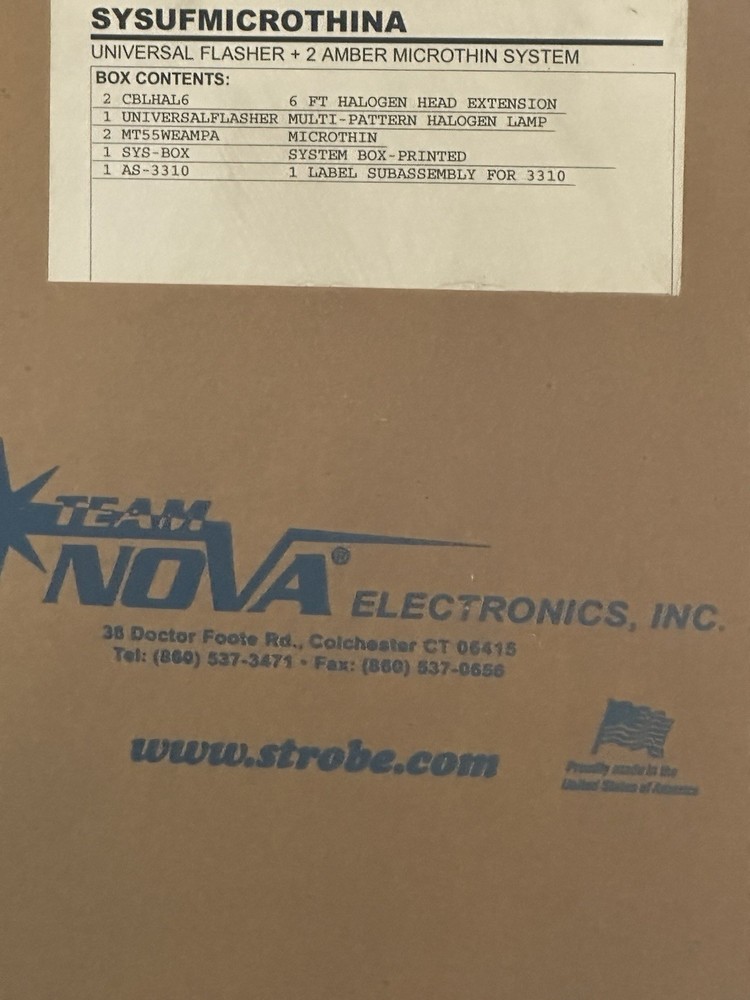 SYSUFMICROTHINA
UNIVERSAL FLASHER + 2 AMBER MICROTHIN SYSTEM
BOX CONTENTS:
2 CBLHAL6 6 FT HALOGEN HEAD EXTENSION
1 UNIVERSALFLASHER MULTI-PATTERN HALOGEN LAMP
2 MT55WEAMPA MICROTHIN
1 SYS-BOX SYSTEM BOX-PRINTED
1 AS-3310 1 LABEL SUBASSEMBLY FOR 3310
TEAM
NOVA® ELECTRONICS, INC.
36 Doctor Foote Rd., Colchester CT 06415
Tel: (860) 537-3471 • Fax: (860) 537-0656
www.strobe.com
Proudly made in the
United States of America